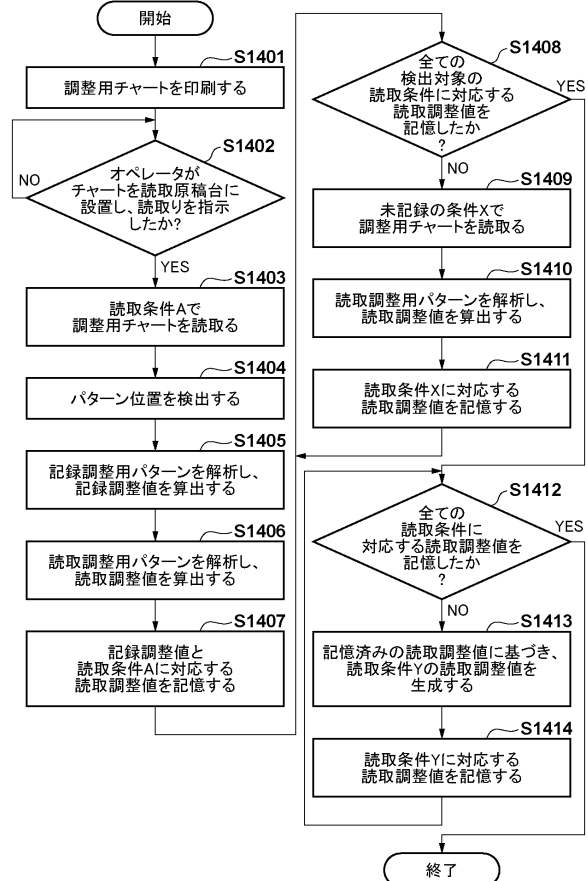 開始
S1401
調整用チャートを印刷する
S1402
オペレータが
チャートを読取原稿台に
設置し、読取りを指示
したか?
NO
YES
S1403
読取条件Aで
調整用チャートを読取る
S1404
パターン位置を検出する
S1405
記録調整用パターンを解析し、
記録調整値を算出する
S1406
読取調整用パターンを解析し、
読取調整値を算出する
S1407
記録調整値と
読取条件Aに対応する
読取調整値を記憶する
S1408
全ての
検出対象の
読取条件に対応する
読取調整値を
記憶したか
?
YES
NO
S1409
未記録の条件Xで
調整用チャートを読取る
S1410
読取調整用パターンを解析し、
読取調整値を算出する
S1411
読取条件Xに対応する
読取調整値を記憶する
S1412
全ての
読取条件に
対応する読取調整値を
記憶したか
?
YES
NO
S1413
記憶済みの読取調整値に基づき、
読取条件Yの読取調整値を
生成する
S1414
読取条件Yに対応する
読取調整値を記憶する
終了